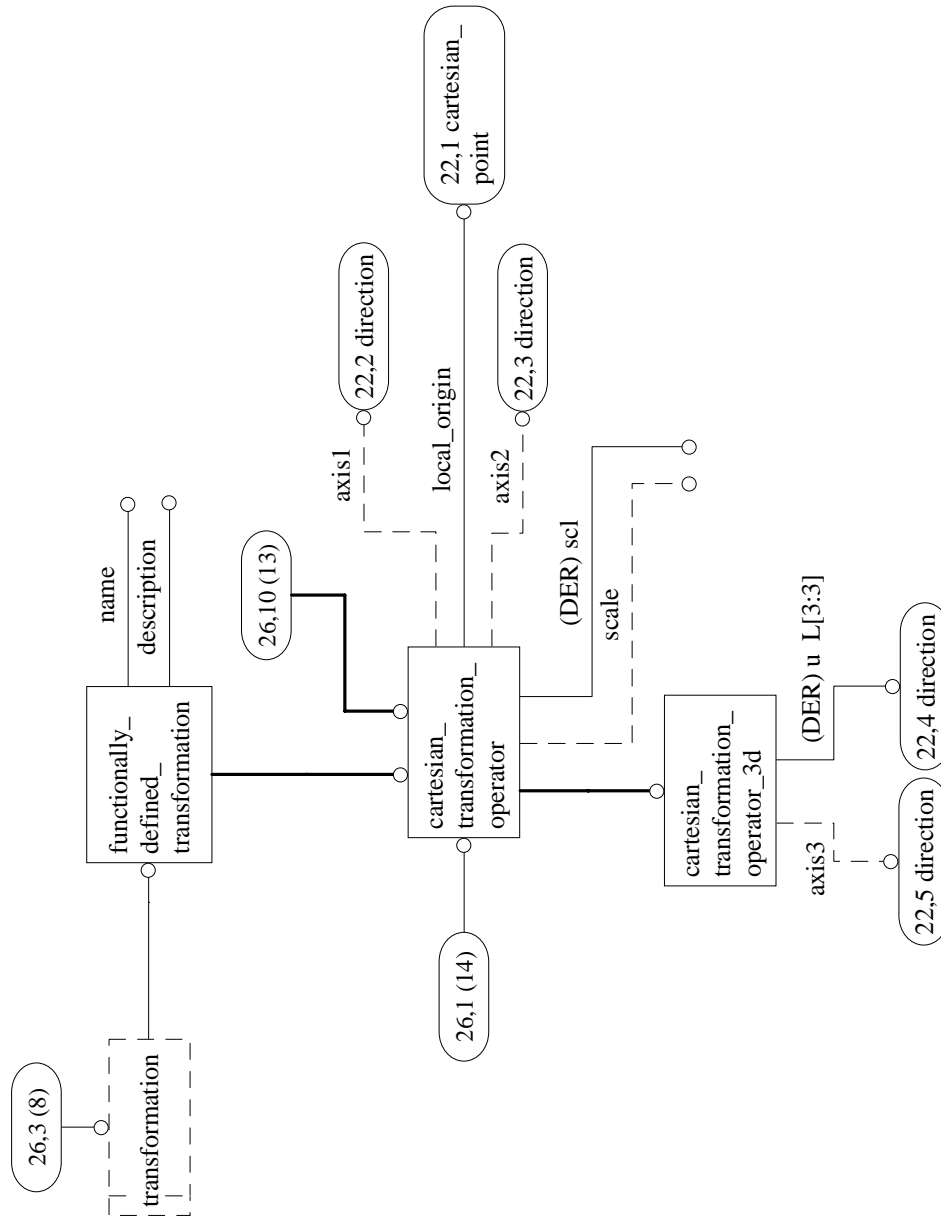 26,3 (8)
transformation
functionally_
defined_
transformation
name
description
26,10 (13)
26,1 (14)
cartesian_
transformation_
operator
axis1
22,2 direction
local_origin
22,1 cartesian_
point
axis2
22,3 direction
(DER) scl
scale
cartesian_
transformation_
operator_3d
axis3
22,5 direction
(DER) u L[3:3]
22,4 direction